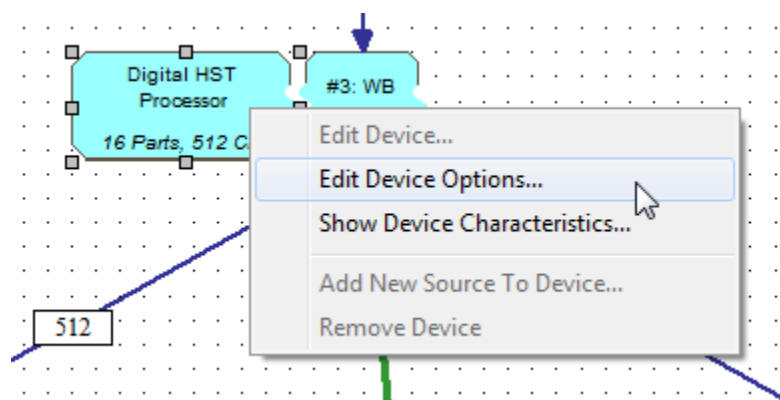 Digital HST
Processor
16 Parts, 512
#3: WB
Edit Device...
Edit Device Options...
Show Device Characteristics...
Add New Source To Device...
Remove Device
512